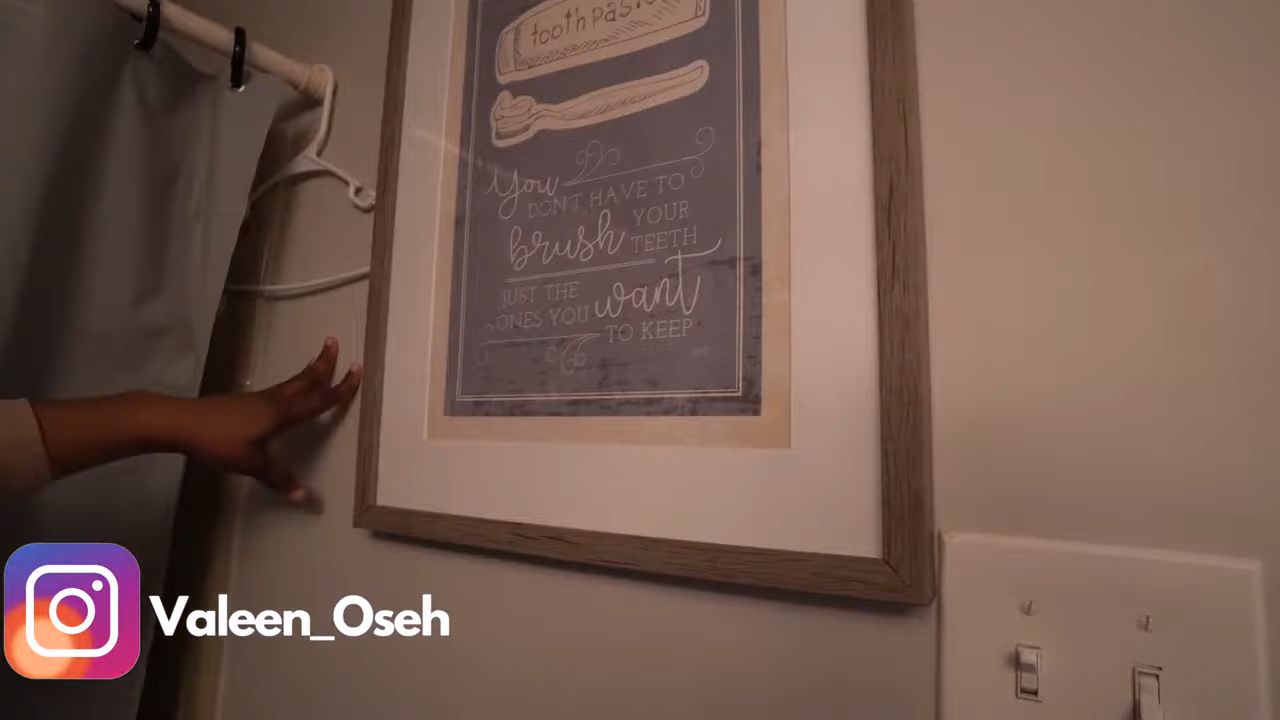 toothpaste
You
DON'T HAVE TO
brush YOUR
TEETH
JUST THE
ONES YOU want
TO KEEP
Valeen_Oseh